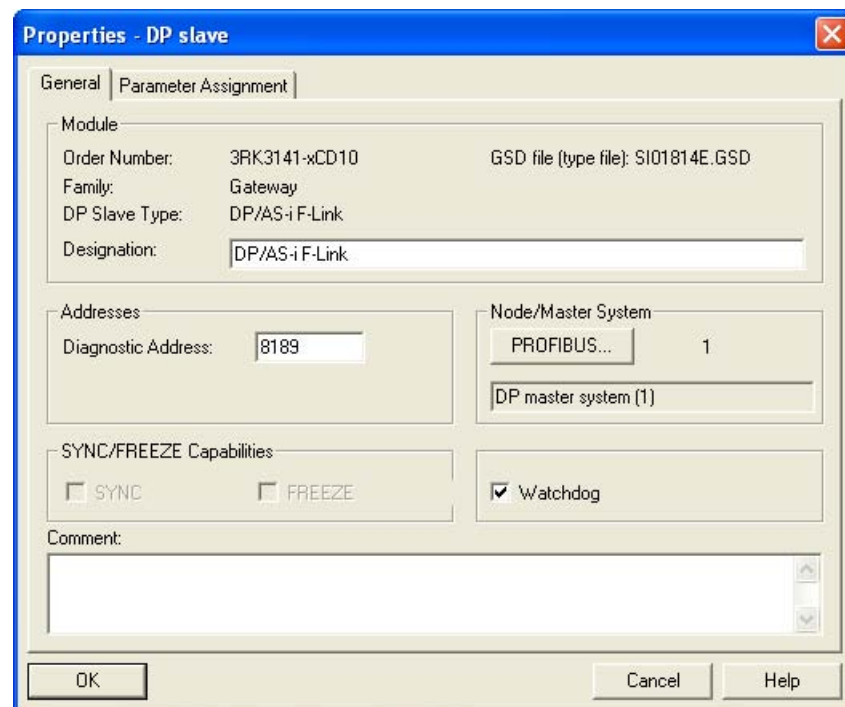 Properties - DP slave
General Parameter Assignment
Module
Order Number: 3RK3141-xCD10 GSD file (type file): SI01814E.GSD
Family: Gateway
DP Slave Type: DP/AS-i F-Link
Designation: DP/AS-i F-Link
Addresses
Diagnostic Address: 8189
Node/Master System
PROFIBUS... 1
DP master system (1)
SYNC/FREEZE Capabilities
SYNC FREEZE
Watchdog
Comment:
OK Cancel Help